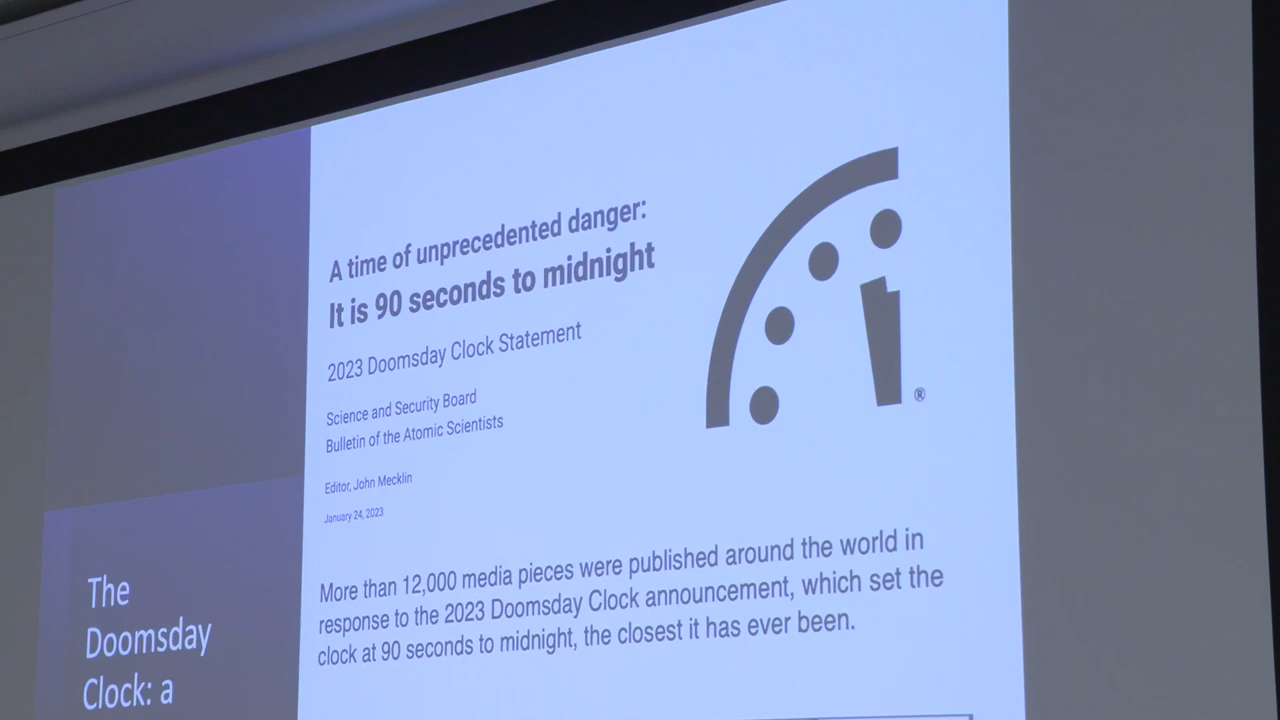 A time of unprecedented danger:
It is 90 seconds to midnight
2023 Doomsday Clock Statement
Science and Security Board
Bulletin of the Atomic Scientists
Editor, John Mecklin
January 24, 2023
®
More than 12,000 media pieces were published around the world in
response to the 2023 Doomsday Clock announcement, which set the
clock at 90 seconds to midnight, the closest it has ever been.
The
Doomsday
Clock: a